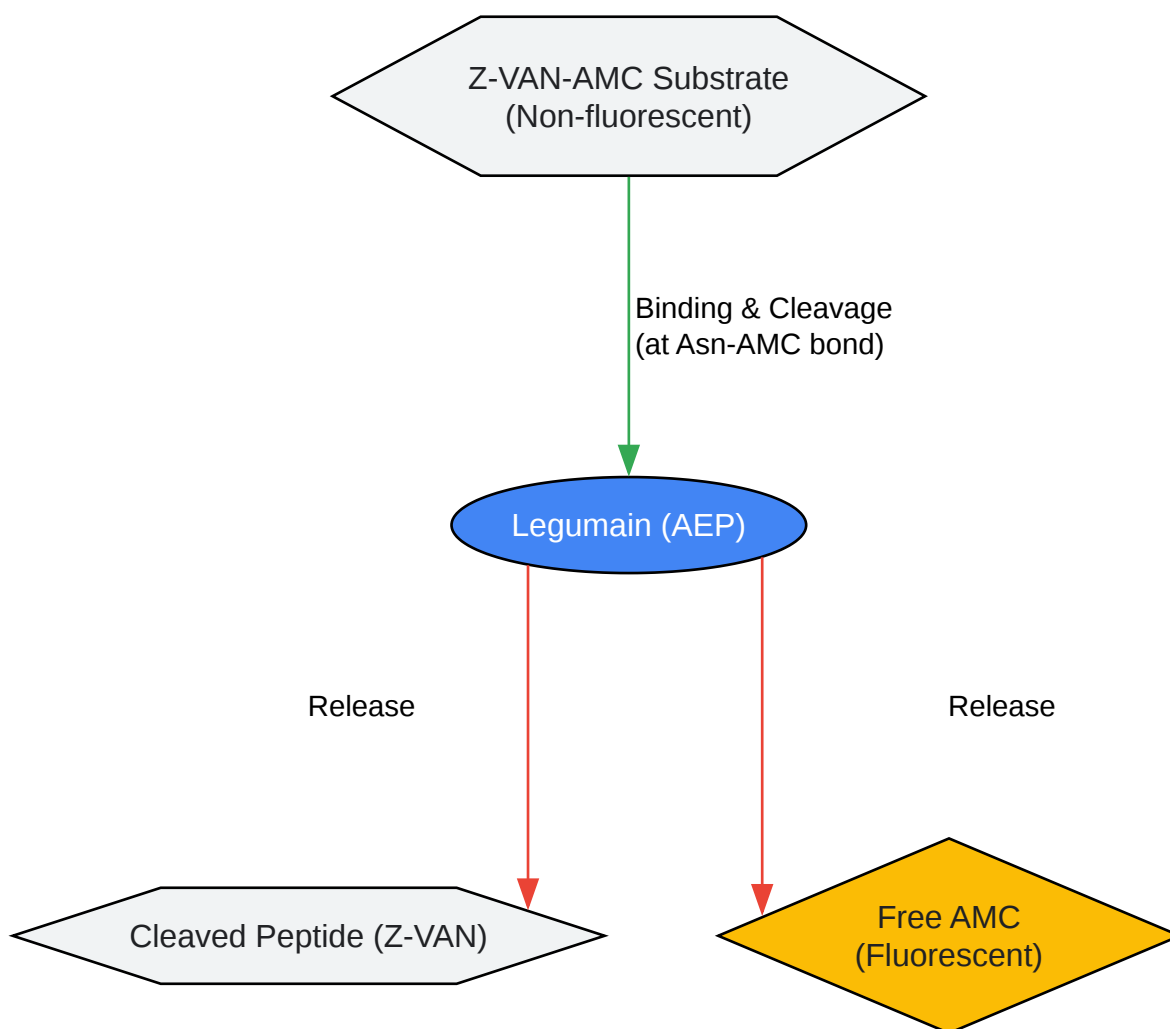 Z-VAN-AMC Substrate
(Non-fluorescent)
Binding & Cleavage
(at Asn-AMC bond)
Legumain (AEP)
Release
Release
Cleaved Peptide (Z-VAN)
Free AMC
(Fluorescent)